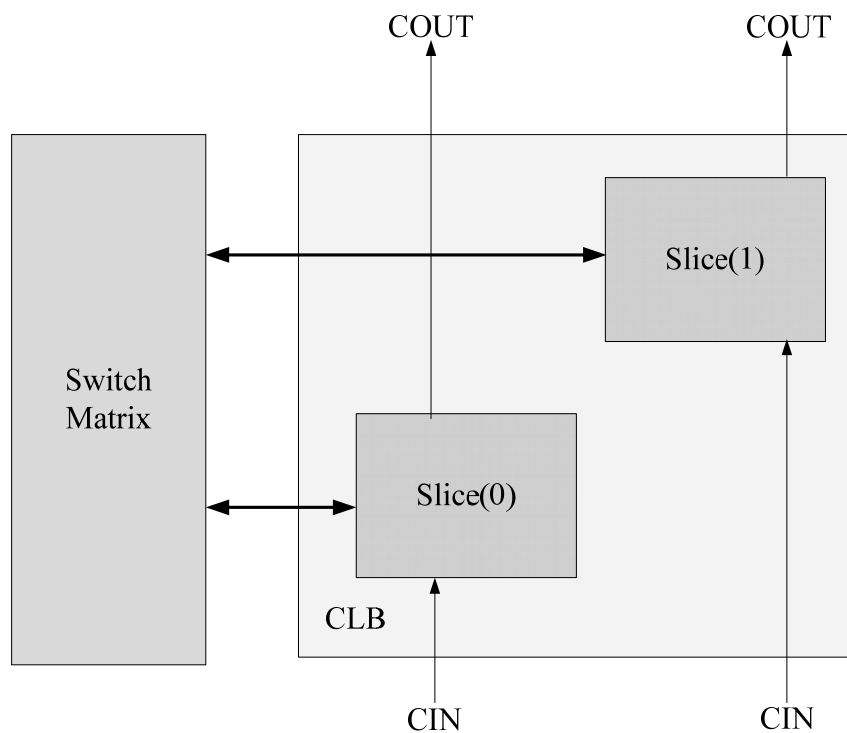 COUT
COUT
Slice(1)
Switch
Matrix
Slice(0)
CLB
CIN
CIN